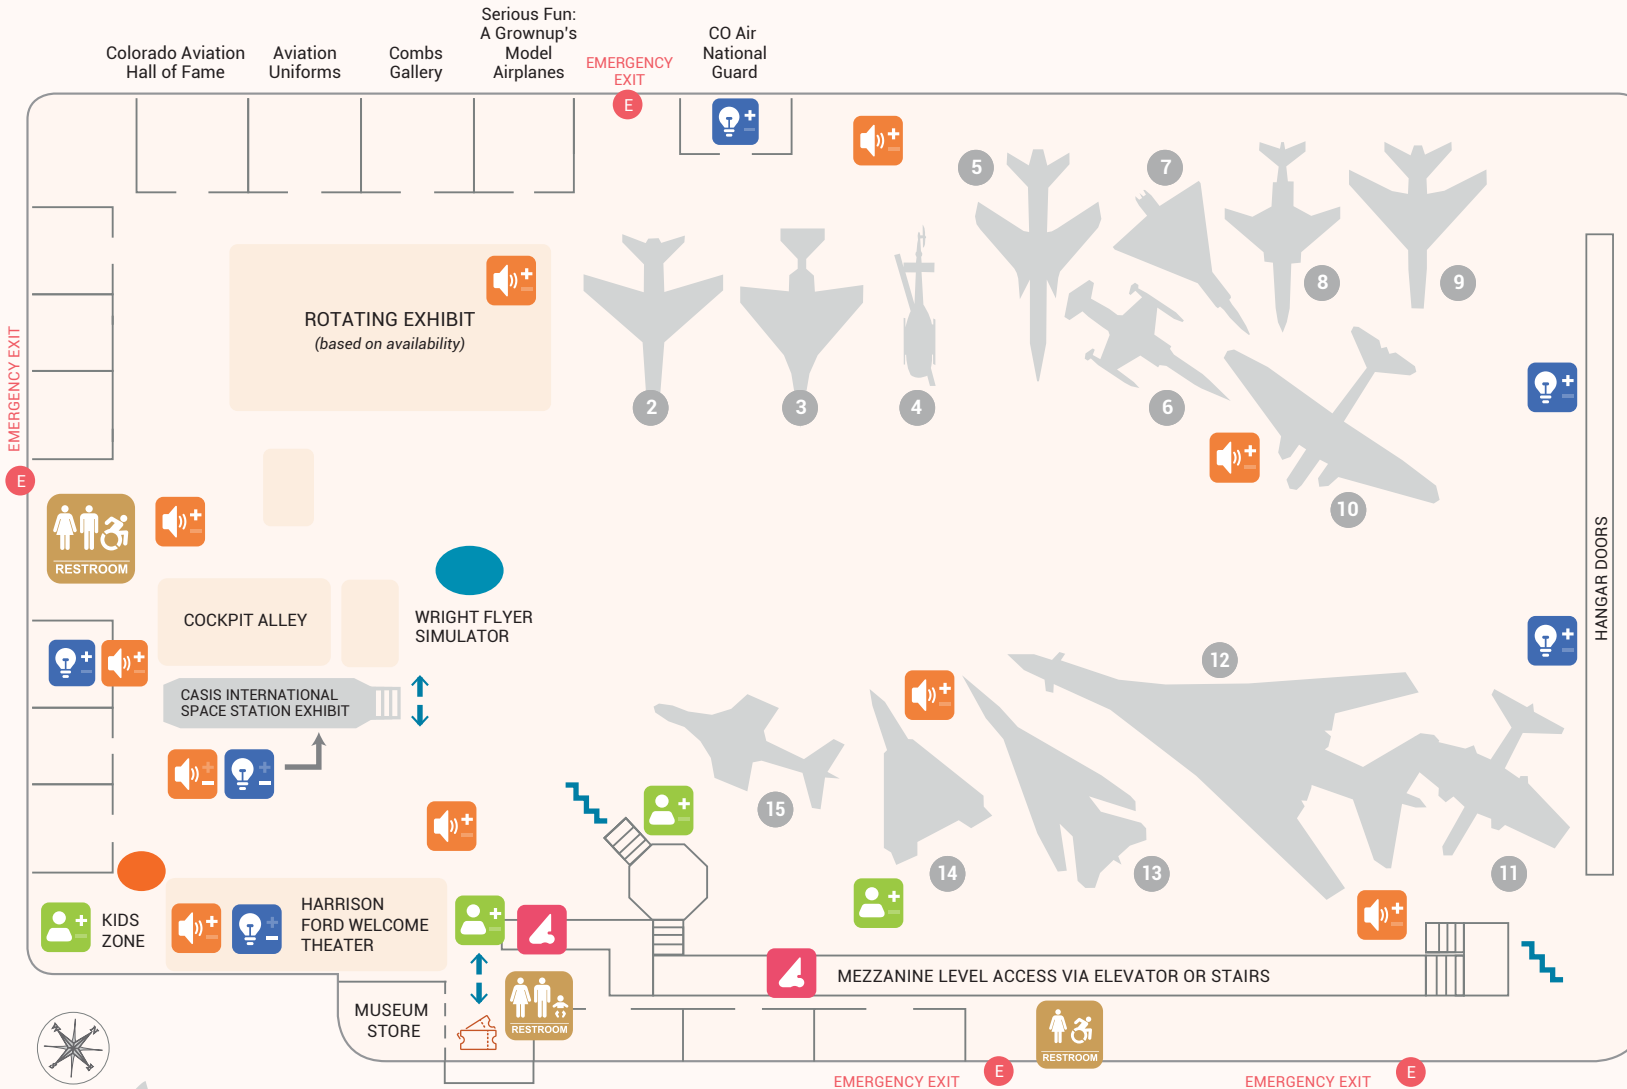 Colorado Aviation
Hall of Fame
Aviation
Uniforms
Combs
Gallery
Serious Fun:
A Grownup's
Model
Airplanes
EMERGENCY
EXIT
E
CO Air
National
Guard
5
7
8
9
ROTATING EXHIBIT
(based on availability)
2
3
4
6
10
EMERGENCY EXIT
E
RESTROOM
HANGAR DOORS
COCKPIT ALLEY
WRIGHT FLYER
SIMULATOR
CASIS INTERNATIONAL
SPACE STATION EXHIBIT
12
15
14
13
11
KIDS
ZONE
HARRISON
FORD WELCOME
THEATER
MEZZANINE LEVEL ACCESS VIA ELEVATOR OR STAIRS
MUSEUM
STORE
RESTROOM
RESTROOM
W
N
S
E
EMERGENCY EXIT
E
EMERGENCY EXIT
E